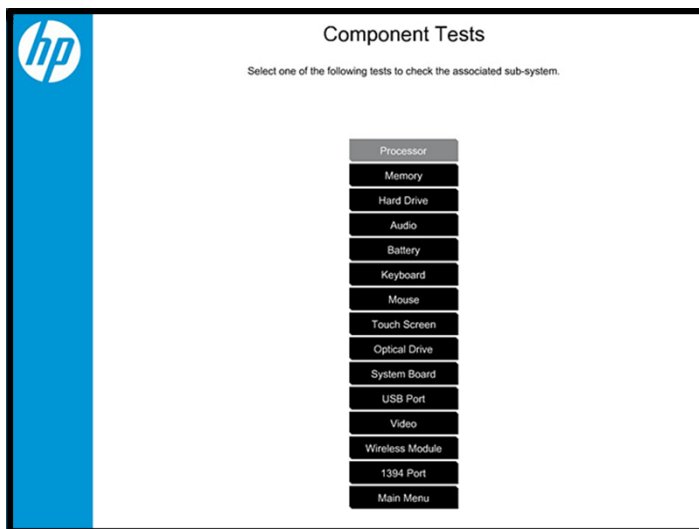 hp
Component Tests
Select one of the following tests to check the associated sub-system.
Processor
Memory
Hard Drive
Audio
Battery
Keyboard
Mouse
Touch Screen
Optical Drive
System Board
USB Port
Video
Wireless Module
1394 Port
Main Menu